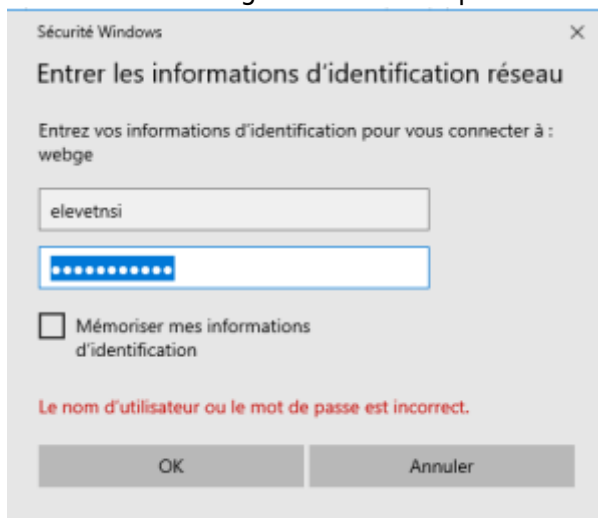 Sécurité Windows
Entrer les informations d'identification réseau
Entrez vos informations d'identification pour vous connecter à :
webge
elevetnsi
•••••••••••
Mémoriser mes informations
d'identification
Le nom d'utilisateur ou le mot de passe est incorrect.
OK Annuler